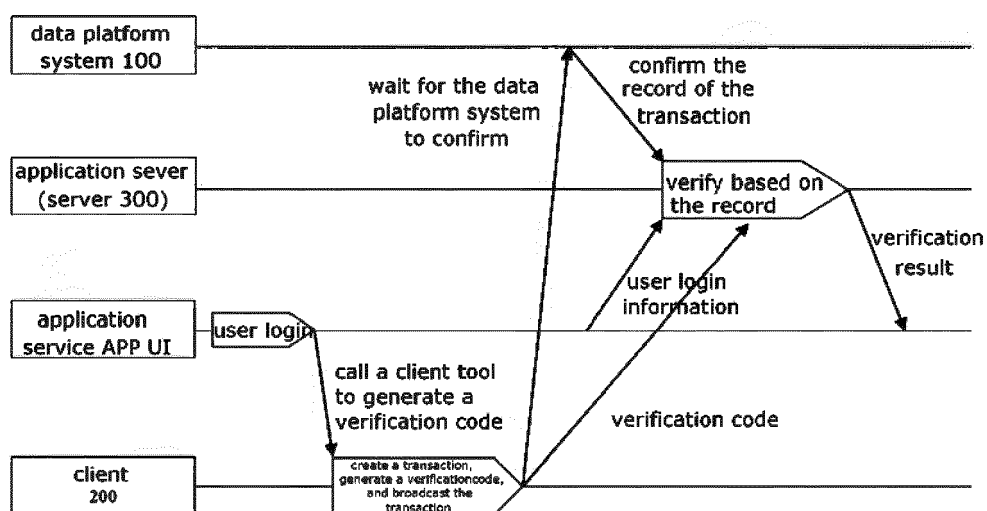 data platform
system 100
wait for the data
platform system
to confirm
confirm the
record of the
transaction
application sever
(server 300)
verify based on
the record
verification
result
user login
information
application
service APP UI
user login
call a client tool
to generate a
verification code
verification code
client
200
create a transaction,
generate a verificationcode,
and broadcast the
transaction